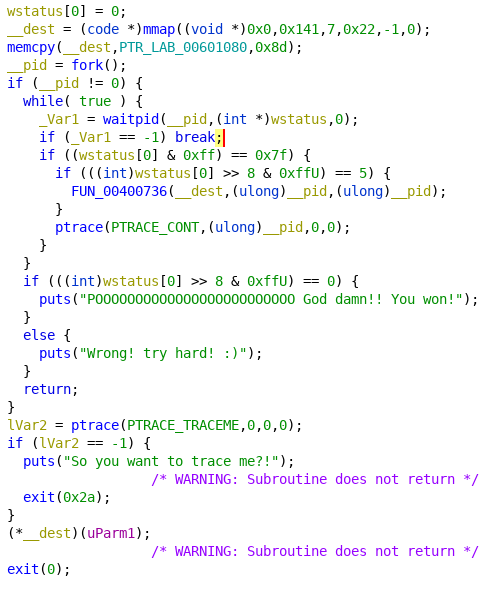 wstatus[0] = 0;
__dest = (code *)mmap((void *)0x0,0x141,7,0x22,-1,0);
memcpy(__dest,PTR_LAB_00601080,0x8d);
__pid = fork();
if (__pid != 0) {
  while( true ) {
    _Var1 = waitpid(__pid,(int *)wstatus,0);
    if (_Var1 == -1) break;
    if ((wstatus[0] & 0xff) == 0x7f) {
      if (((int)wstatus[0] >> 8 & 0xffU) == 5) {
        FUN_00400736(__dest,(ulong)__pid,(ulong)__pid);
      }
      ptrace(PTRACE_CONT,(ulong)__pid,0,0);
    }
  }
  if (((int)wstatus[0] >> 8 & 0xffU) == 0) {
    puts("POOOOOOOOOOOOOOOOOOOOOOOOO God damn!! You won!");
  }
  else {
    puts("Wrong! try hard! :)");
  }
  return;
}
lVar2 = ptrace(PTRACE_TRACEME,0,0,0);
if (lVar2 == -1) {
  puts("So you want to trace me?!");
                  /* WARNING: Subroutine does not return */
  exit(0x2a);
}
(*__dest)(uParm1);
                  /* WARNING: Subroutine does not return */
exit(0);